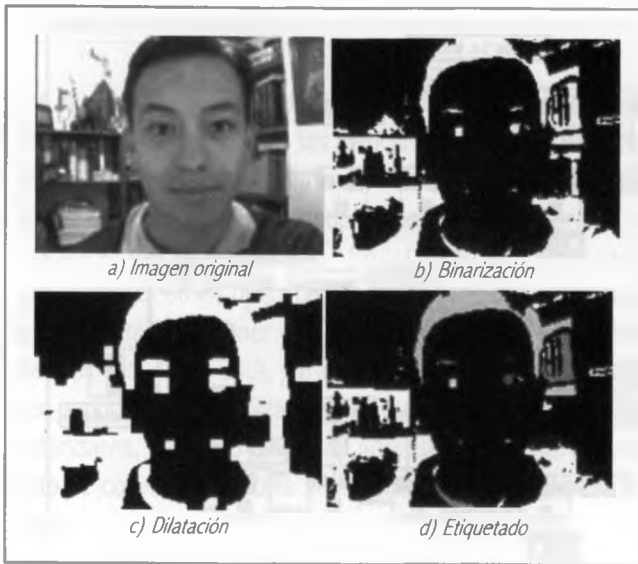 a) Imagen original
b) Binarización
c) Dilatación
d) Etiquetado